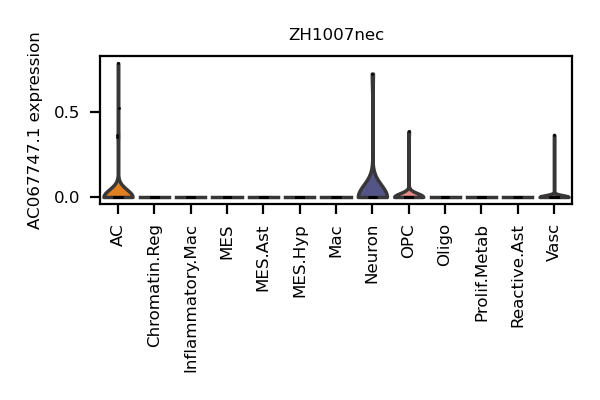 ZH1007nec
AC067747.1 expression
0.5
0.0
AC
Chromatin.Reg
Inflammatory.Mac
MES
MES.Ast
MES.Hyp
Mac
Neuron
OPC
Oligo
Prolif.Metab
Reactive.Ast
Vasc